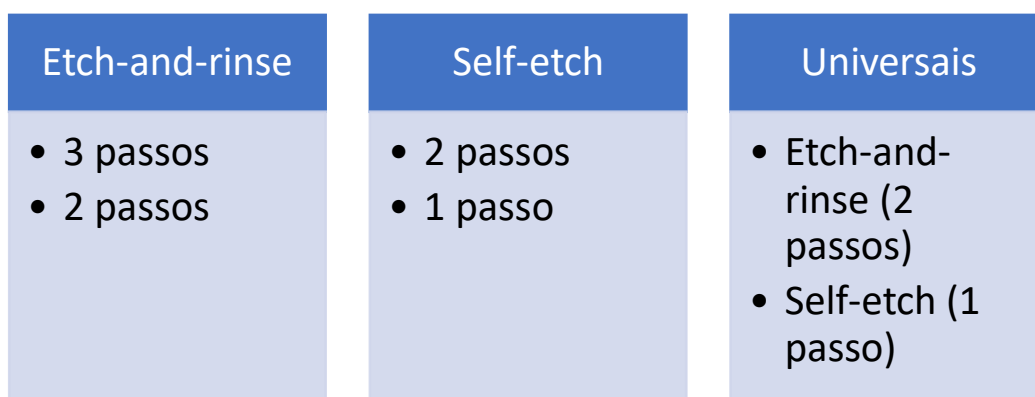 Etch-and-rinse
• 3 passos
• 2 passos
Self-etch
• 2 passos
• 1 passo
Universais
• Etch-and-
rinse (2
passos)
• Self-etch (1
passo)